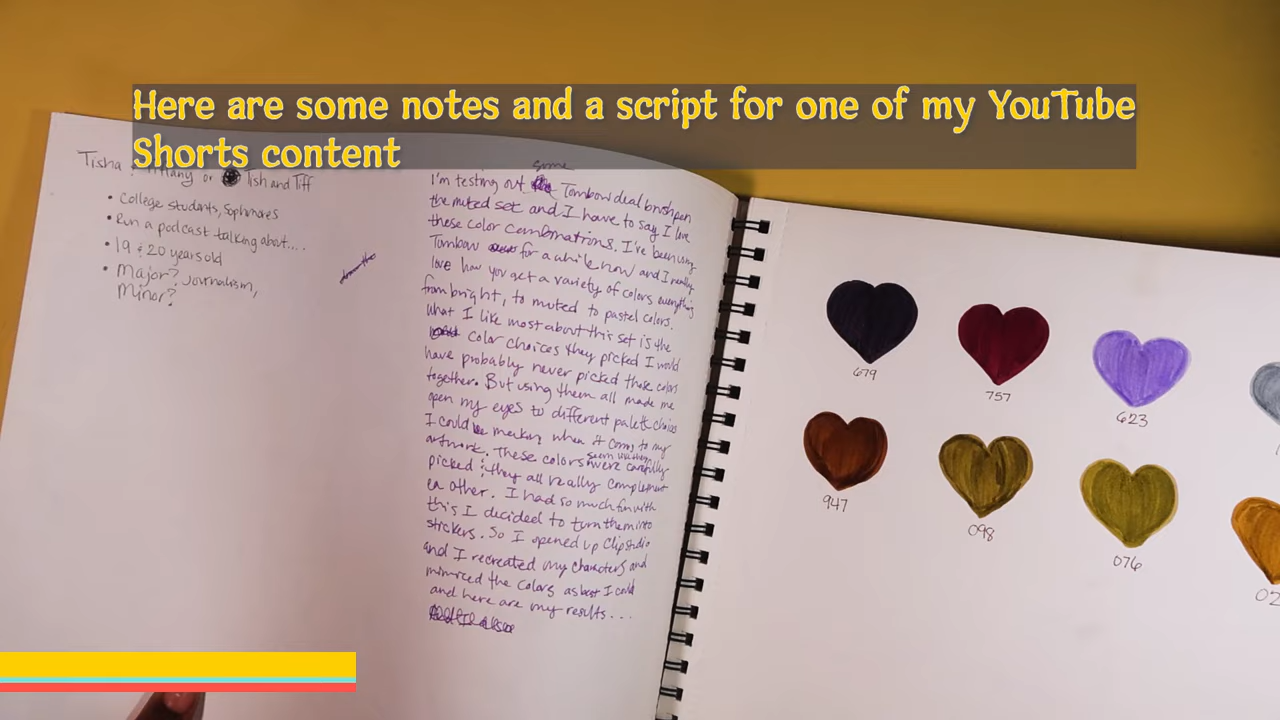 Here are some notes and a script for one of my YouTube
Shorts content
Tisha : Tiffany or Tish and Tiff
• College students, Sophmores
• Run a podcast talking about....
• 19 & 20 years old
• Major? Journalism,
Minor?
some
I'm testing out Tombow deal brush pen
the muted set and I have to say I love
these color combinations. I've been using
Tombow for a while now and I really
love how you get a variety of colors everything
from bright, to muted to pastel colors.
What I like most about this set is the
color choices they picked I would
have probably never picked these colors
together. But using them all made me
open my eyes to different palette choices
I could be making when it comes to my
artwork. These colors were carefully
picked they all really complement
ea other. I had so much fun with
this I decided to turn them into
stickers. So I opened up Clip studio
and I recreated my characters and
mimiced the colors as best I could
and here are my results...
679
757
623
947
098
076